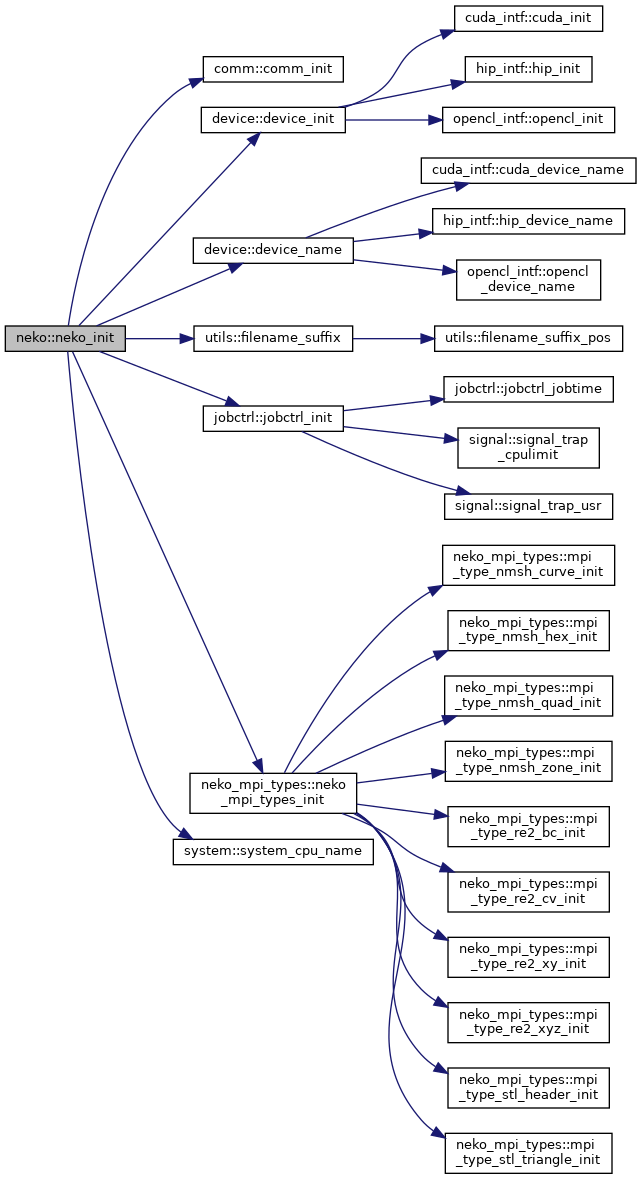 cuda_intf::cuda_init
comm::comm_init
hip_intf::hip_init
device::device_init
opencl_intf::opencl_init
cuda_intf::cuda_device_name
hip_intf::hip_device_name
device::device_name
opencl_intf::opencl
_device_name
neko::neko_init
utils::filename_suffix
utils::filename_suffix_pos
jobctrl::jobctrl_jobtime
jobctrl::jobctrl_init
signal::signal_trap
_cpulimit
signal::signal_trap_usr
neko_mpi_types::mpi
_type_nmsh_curve_init
neko_mpi_types::mpi
_type_nmsh_hex_init
neko_mpi_types::mpi
_type_nmsh_quad_init
neko_mpi_types::mpi
_type_nmsh_zone_init
neko_mpi_types::neko
_mpi_types_init
neko_mpi_types::mpi
_type_re2_bc_init
system::system_cpu_name
neko_mpi_types::mpi
_type_re2_cv_init
neko_mpi_types::mpi
_type_re2_xy_init
neko_mpi_types::mpi
_type_re2_xyz_init
neko_mpi_types::mpi
_type_stl_header_init
neko_mpi_types::mpi
_type_stl_triangle_init